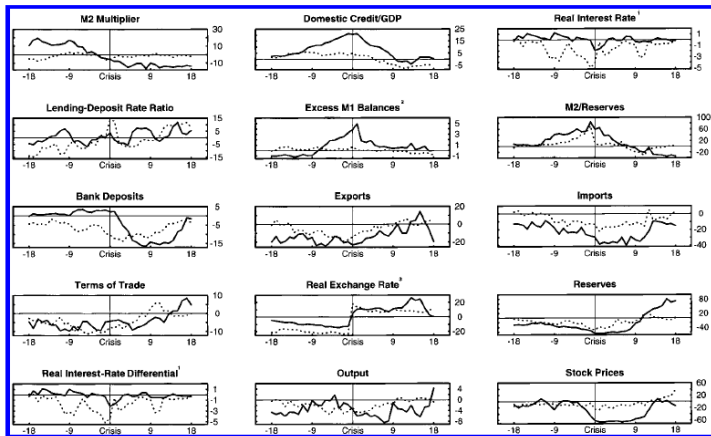 M2 Multiplier
30
20
10
0
-10
-18 -9 Crisis 9 18
Domestic Credit/GDP
25
15
5
-5
-18 -9 Crisis 9 18
Real Interest Rate¹
1
-1
-3
-5
-18 -9 Crisis 9 18
Lending-Deposit Rate Ratio
15
5
-5
-15
-18 -9 Crisis 9 18
Excess M1 Balances²
5
3
1
-1
-18 -9 Crisis 9 18
M2/Reserves
100
60
20
-20
-18 -9 Crisis 9 18
Bank Deposits
5
-5
-15
-18 -9 Crisis 9 18
Exports
20
0
-20
-18 -9 Crisis 9 18
Imports
0
-20
-40
-18 -9 Crisis 9 18
Terms of Trade
10
0
-10
-18 -9 Crisis 9 18
Real Exchange Rate³
20
0
-20
-18 -9 Crisis 9 18
Reserves
80
40
0
-40
-18 -9 Crisis 9 18
Real Interest-Rate Differential¹
1
-1
-3
-5
-18 -9 Crisis 9 18
Output
4
0
-4
-8
-18 -9 Crisis 9 18
Stock Prices
20
-20
-60
-18 -9 Crisis 9 18